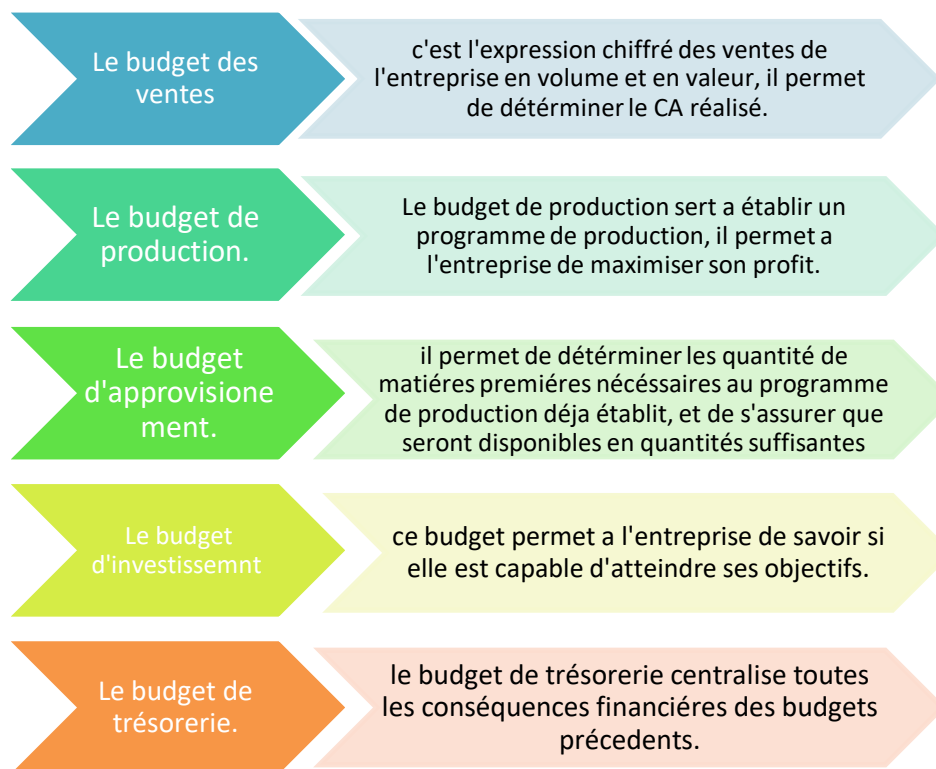 Le budget des
ventes
c'est l'expression chiffré des ventes de
l'entreprise en volume et en valeur, il permet
de détérminer le CA réalisé.
Le budget de
production.
Le budget de production sert a établir un
programme de production, il permet a
l'entreprise de maximiser son profit.
Le budget
d'approvisione
ment.
il permet de détérminer les quantité de
matiéres premiéres nécéssaires au programme
de production déja établit, et de s'assurer que
seront disponibles en quantités suffisantes
Le budget
d'investissemnt
ce budget permet a l'entreprise de savoir si
elle est capable d'atteindre ses objectifs.
Le budget de
trésorerie.
le budget de trésorerie centralise toutes
les conséquences financiéres des budgets
précedents.